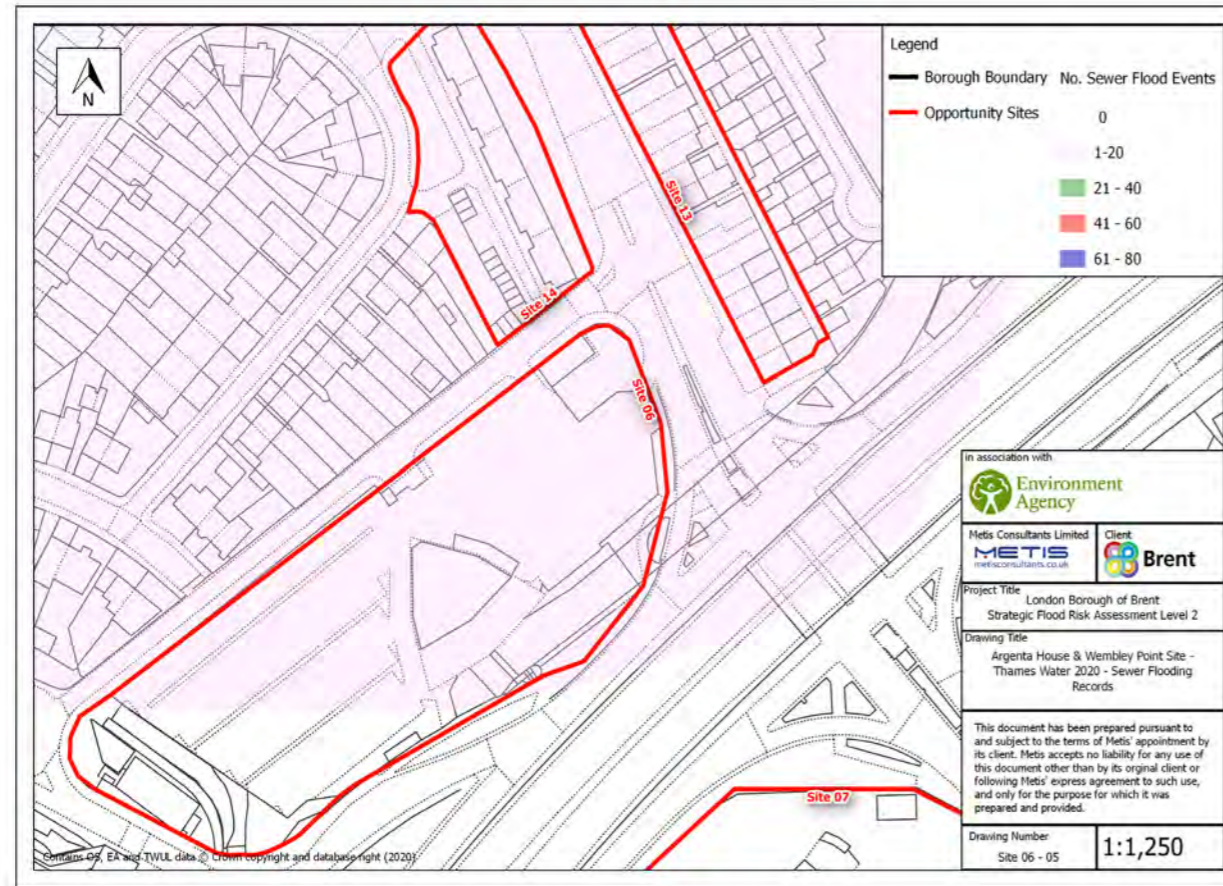 N
Legend
Borough Boundary
Opportunity Sites
No. Sewer Flood Events
0
1-20
21 - 40
41 - 60
61 - 80
Site 13
Site 14
Site 06
Site 07
in association with
Environment
Agency
Metis Consultants Limited
METIS
metisconsultants.co.uk
Client
Brent
Project Title
London Borough of Brent
Strategic Flood Risk Assessment Level 2
Drawing Title
Argenta House & Wembley Point Site -
Thames Water 2020 - Sewer Flooding
Records
This document has been prepared pursuant to
and subject to the terms of Metis' appointment by
its client. Metis accepts no liability for any use of
this document other than by its orginal client or
following Metis' express agreement to such use,
and only for the purpose for which it was
prepared and provided.
Drawing Number
Site 06 - 05
1:1,250
Contains OS, EA and TWUL data © Crown copyright and database right (2020)